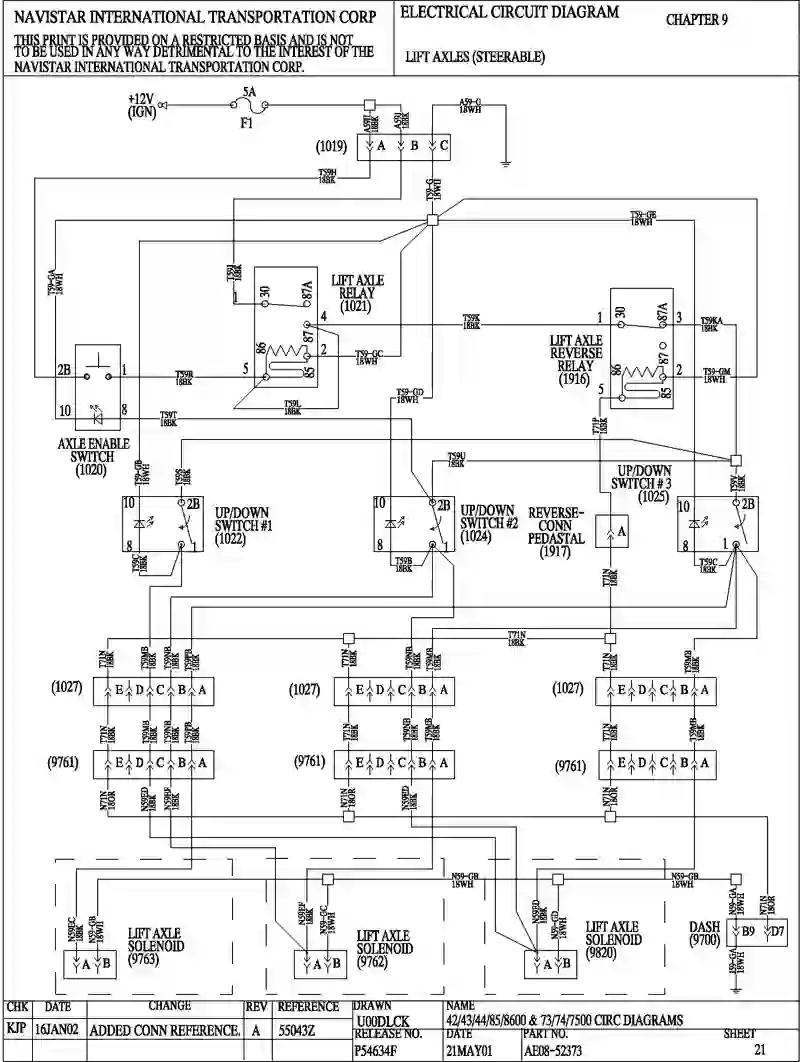 NAVISTAR INTERNATIONAL TRANSPORTATION CORP
THIS PRINT IS PROVIDED ON A RESTRICTED BASIS AND IS NOT
TO BE USED IN ANY WAY DETRIMENTAL TO THE INTEREST OF THE
NAVISTAR INTERNATIONAL TRANSPORTATION CORP.
ELECTRICAL CIRCUIT DIAGRAM
CHAPTER 9
LIFT AXLES (STEERABLE)
+12V
(IGN)
5A
F1
A59-G
18WH
18BK
18BK
(1019)
A
B
C
T59H
18BK
T59-G
18WH
T59-GE
18WH
T59-GA
18WH
T59J
18BK
1
30
87A
LIFT AXLE
RELAY
(1021)
4
87
86
2
85
5
T59-GC
18WH
T59K
18BK
1
30
87A
3
T59KA
18BK
LIFT AXLE
REVERSE
RELAY
(1916)
87
86
2
85
5
T59-GM
18WH
2B
1
10
8
T59R
18BK
T59L
18BK
T59T
18BK
AXLE ENABLE
SWITCH
(1020)
T59-GD
18WH
T71P
18BK
T59-GB
18WH
T59S
18BK
T59U
18BK
T59V
18BK
10
2B
8
1
UP/DOWN
SWITCH #1
(1022)
T59C
18BK
10
2B
8
1
UP/DOWN
SWITCH #2
(1024)
T59B
18BK
REVERSE-
CONN
PEDASTAL
(1917)
A
UP/DOWN
SWITCH # 3
(1025)
10
2B
8
1
T59C
18BK
T71N
18BK
T71N
18BK
T71N
18BK
T59MB
18BK
T59NB
18BK
T59PB
18BK
T71N
18BK
T59NB
18BK
T59MB
18BK
T71N
18BK
T59MB
18BK
(1027)
E D C B A
(1027)
E D C B A
(1027)
E D C B A
T71N
18BK
T59MB
18BK
T59NB
18BK
T59PB
18BK
T71N
18BK
T59NB
18BK
T59MB
18BK
T71N
18BK
T59MB
18BK
(9761)
E D C B A
(9761)
E D C B A
(9761)
E D C B A
N71N
18OR
N59ED
18BK
N59EF
18BK
N71N
18OR
N59ED
18BK
N71N
18OR
N59-GB
18WH
N59-GB
18WH
N59EC
18BK
N59-GB
18WH
A B
LIFT AXLE
SOLENOID
(9763)
N59EF
18BK
N59-GC
18WH
A B
LIFT AXLE
SOLENOID
(9762)
N59ED
18BK
N59-GD
18WH
A B
LIFT AXLE
SOLENOID
(9820)
N59-GA
18WH
N71N
18OR
DASH
(9700)
B9
D7
N59-GA
18WH
CHK DATE CHANGE REV REFERENCE DRAWN NAME
KJP 16JAN02 ADDED CONN REFERENCE. A 55043Z U00DLCK 42/43/44/85/8600 & 73/74/7500 CIRC DIAGRAMS
RELEASE NO. DATE PART NO. SHEET
P54634F 21MAY01 AE08-52373 21